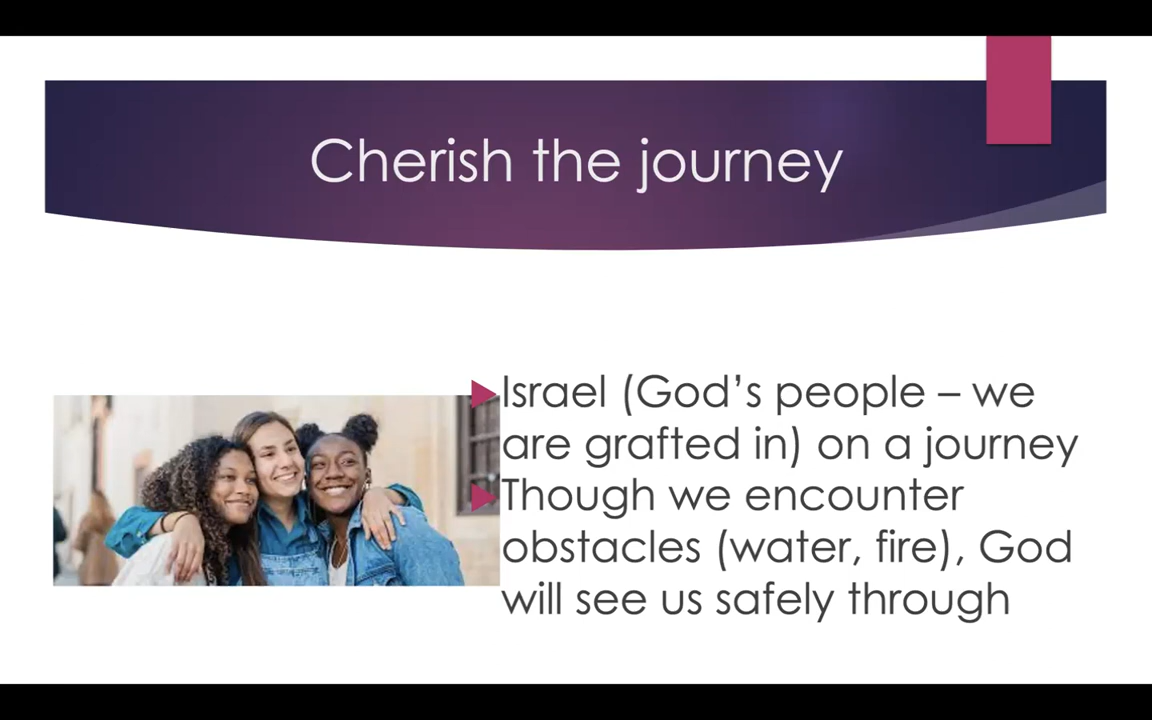 Cherish the journey
Israel (God’s people – we
are grafted in) on a journey
Though we encounter
obstacles (water, fire), God
will see us safely through